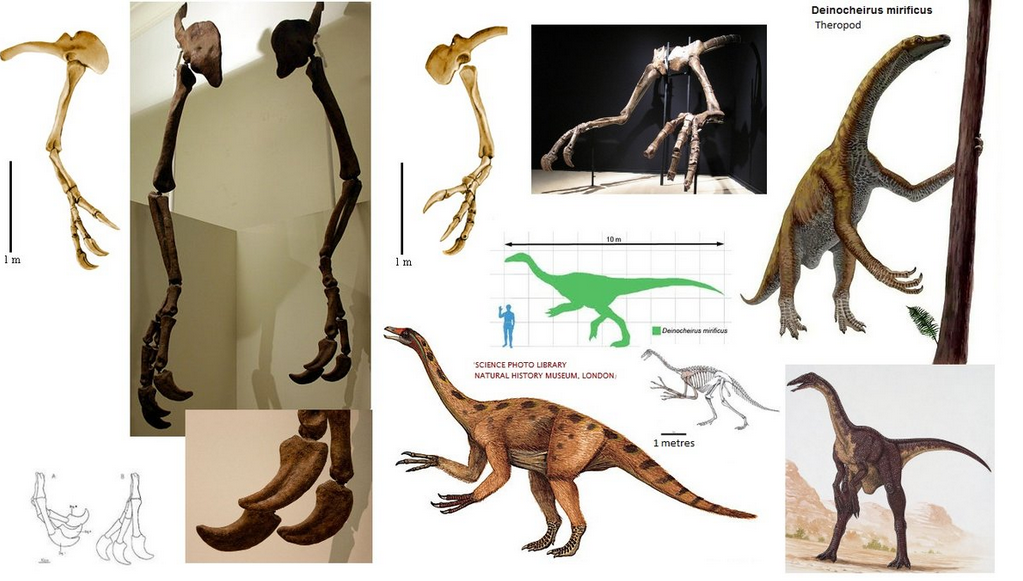 Deinocheirus mirificus
Theropod
1 m
1 m
10 m
Deinocheirus mirificus
'SCIENCE PHOTO LIBRARY
NATURAL HISTORY MUSEUM, LONDON;
1 metres
A
B